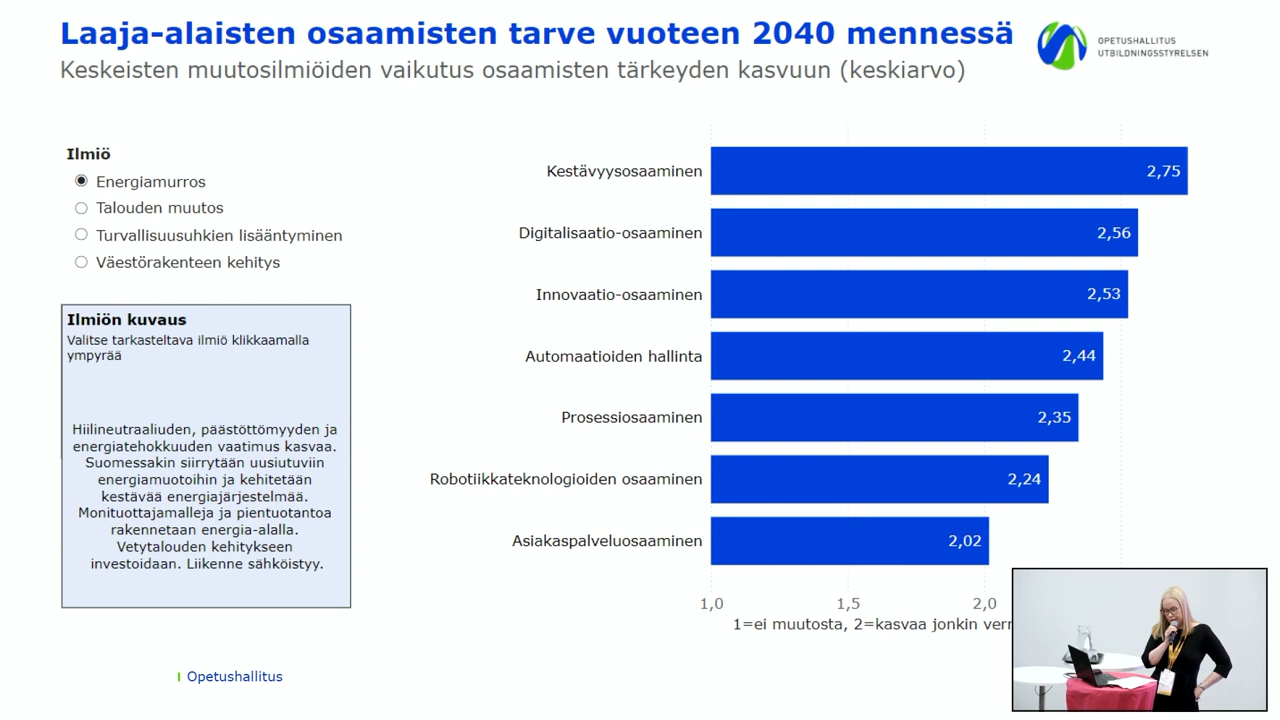 Laaja-alaisten osaamisten tarve vuoteen 2040 mennessä
Keskeisten muutosilmiöiden vaikutus osaamisten tärkeyden kasvuun (keskiarvo)
OPETUSHALLITUS
UTBILDNINGSSTYRELSEN
Ilmiö
Energiamurros
Talouden muutos
Turvallisuusuhkien lisääntyminen
Väestörakenteen kehitys
Ilmiön kuvaus
Valitse tarkasteltava ilmiö klikkaamalla
ympyrää
Hiilineutraaliuden, päästöttömyyden ja
energiatehokkuuden vaatimus kasvaa.
Suomessakin siirrytään uusiutuviin
energiamuotoihin ja kehitetään
kestävää energiajärjestelmää.
Monituottajamalleja ja pientuotantoa
rakennetaan energia-alalla.
Vetytalouden kehitykseen
investoidaan. Liikenne sähköistyy.
Kestävyysosaaminen 2,75
Digitalisaatio-osaaminen 2,56
Innovaatio-osaaminen 2,53
Automaatioiden hallinta 2,44
Prosessiosaaminen 2,35
Robotiikkateknologioiden osaaminen 2,24
Asiakaspalveluosaaminen 2,02
1,0 1,5 2,0
1=ei muutosta, 2=kasvaa jonkin
Opetushallitus